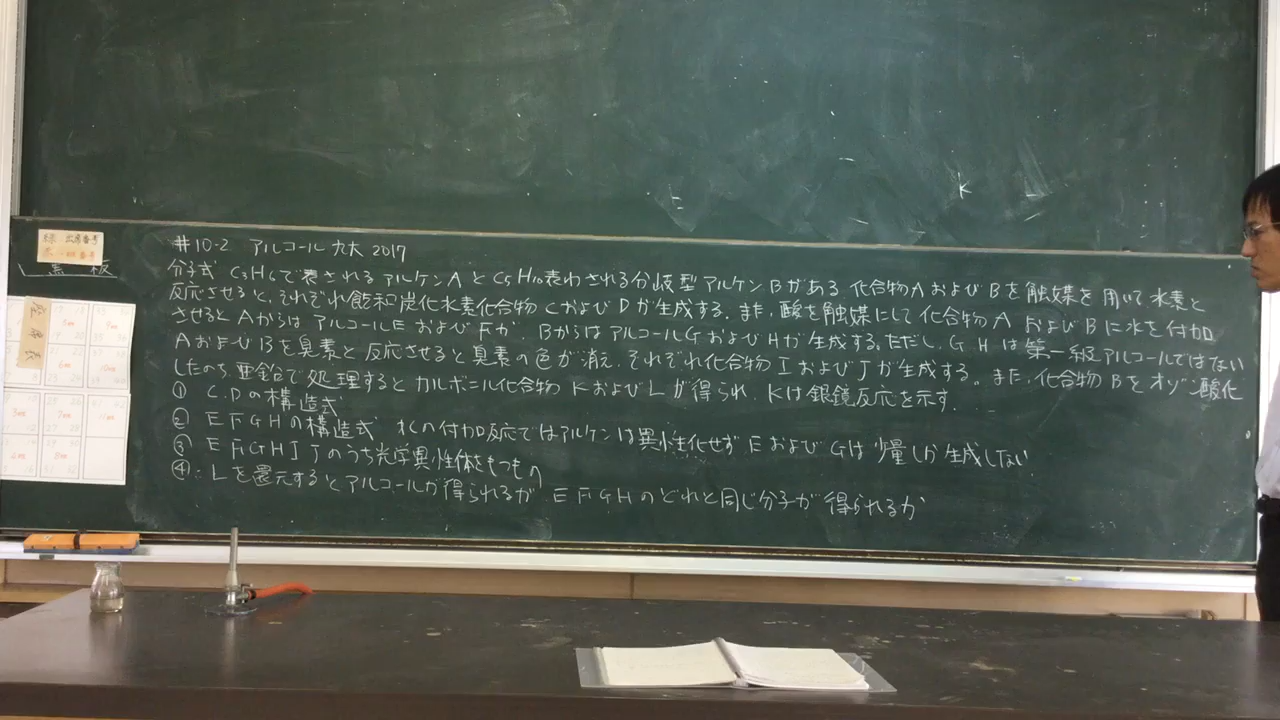 #10-2 アルコール 九大 2017
分子式 C3H6で表されるアルケンAとC5H10表わされる分岐型アルケンBがある 化合物AおよびBを触媒を用いて水素と
反応させると、それぞれ飽和炭化水素化合物CおよびDが生成する。また、酸を触媒にして化合物AおよびBに水を付加
させるとAからはアルコールEおよびFが、BからはアルコールGおよびHが生成する。ただし、G Hは第一級アルコールではない
AおよびBを臭素と反応させると臭素の色が消え、それぞれ化合物IおよびJが生成する。また、化合物Bをオゾン酸化
したのち、亜鉛で処理するとカルボニル化合物KおよびLが得られ、Kは銀鏡反応を示す.
① C.Dの構造式
② E F G Hの構造式 水の付加反応ではアルケンは異性化せず EおよびGは少量しか生成しない
③ E F G H I Jのうち光学異性体をもつもの
④. Lを還元するとアルコールが得られるが E F G Hのどれと同じ分子が得られるか
K
黒板
座席表